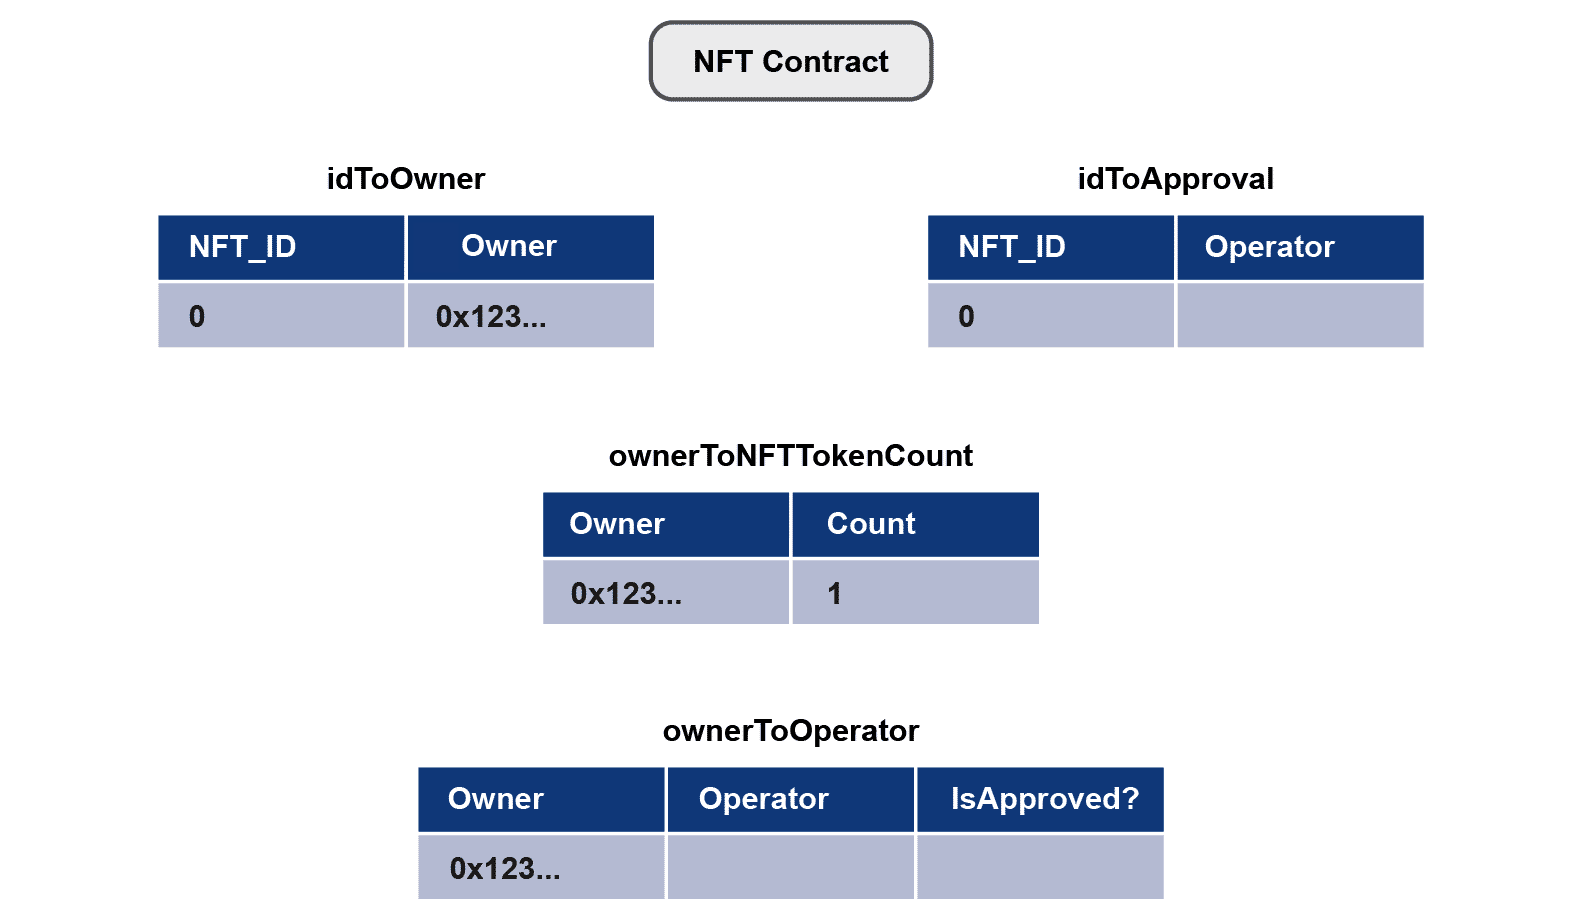 NFT Contract
idToOwner
NFT_ID Owner
0 0x123...
idToApproval
NFT_ID Operator
0
ownerToNFTTokenCount
Owner Count
0x123... 1
ownerToOperator
Owner Operator IsApproved?
0x123...